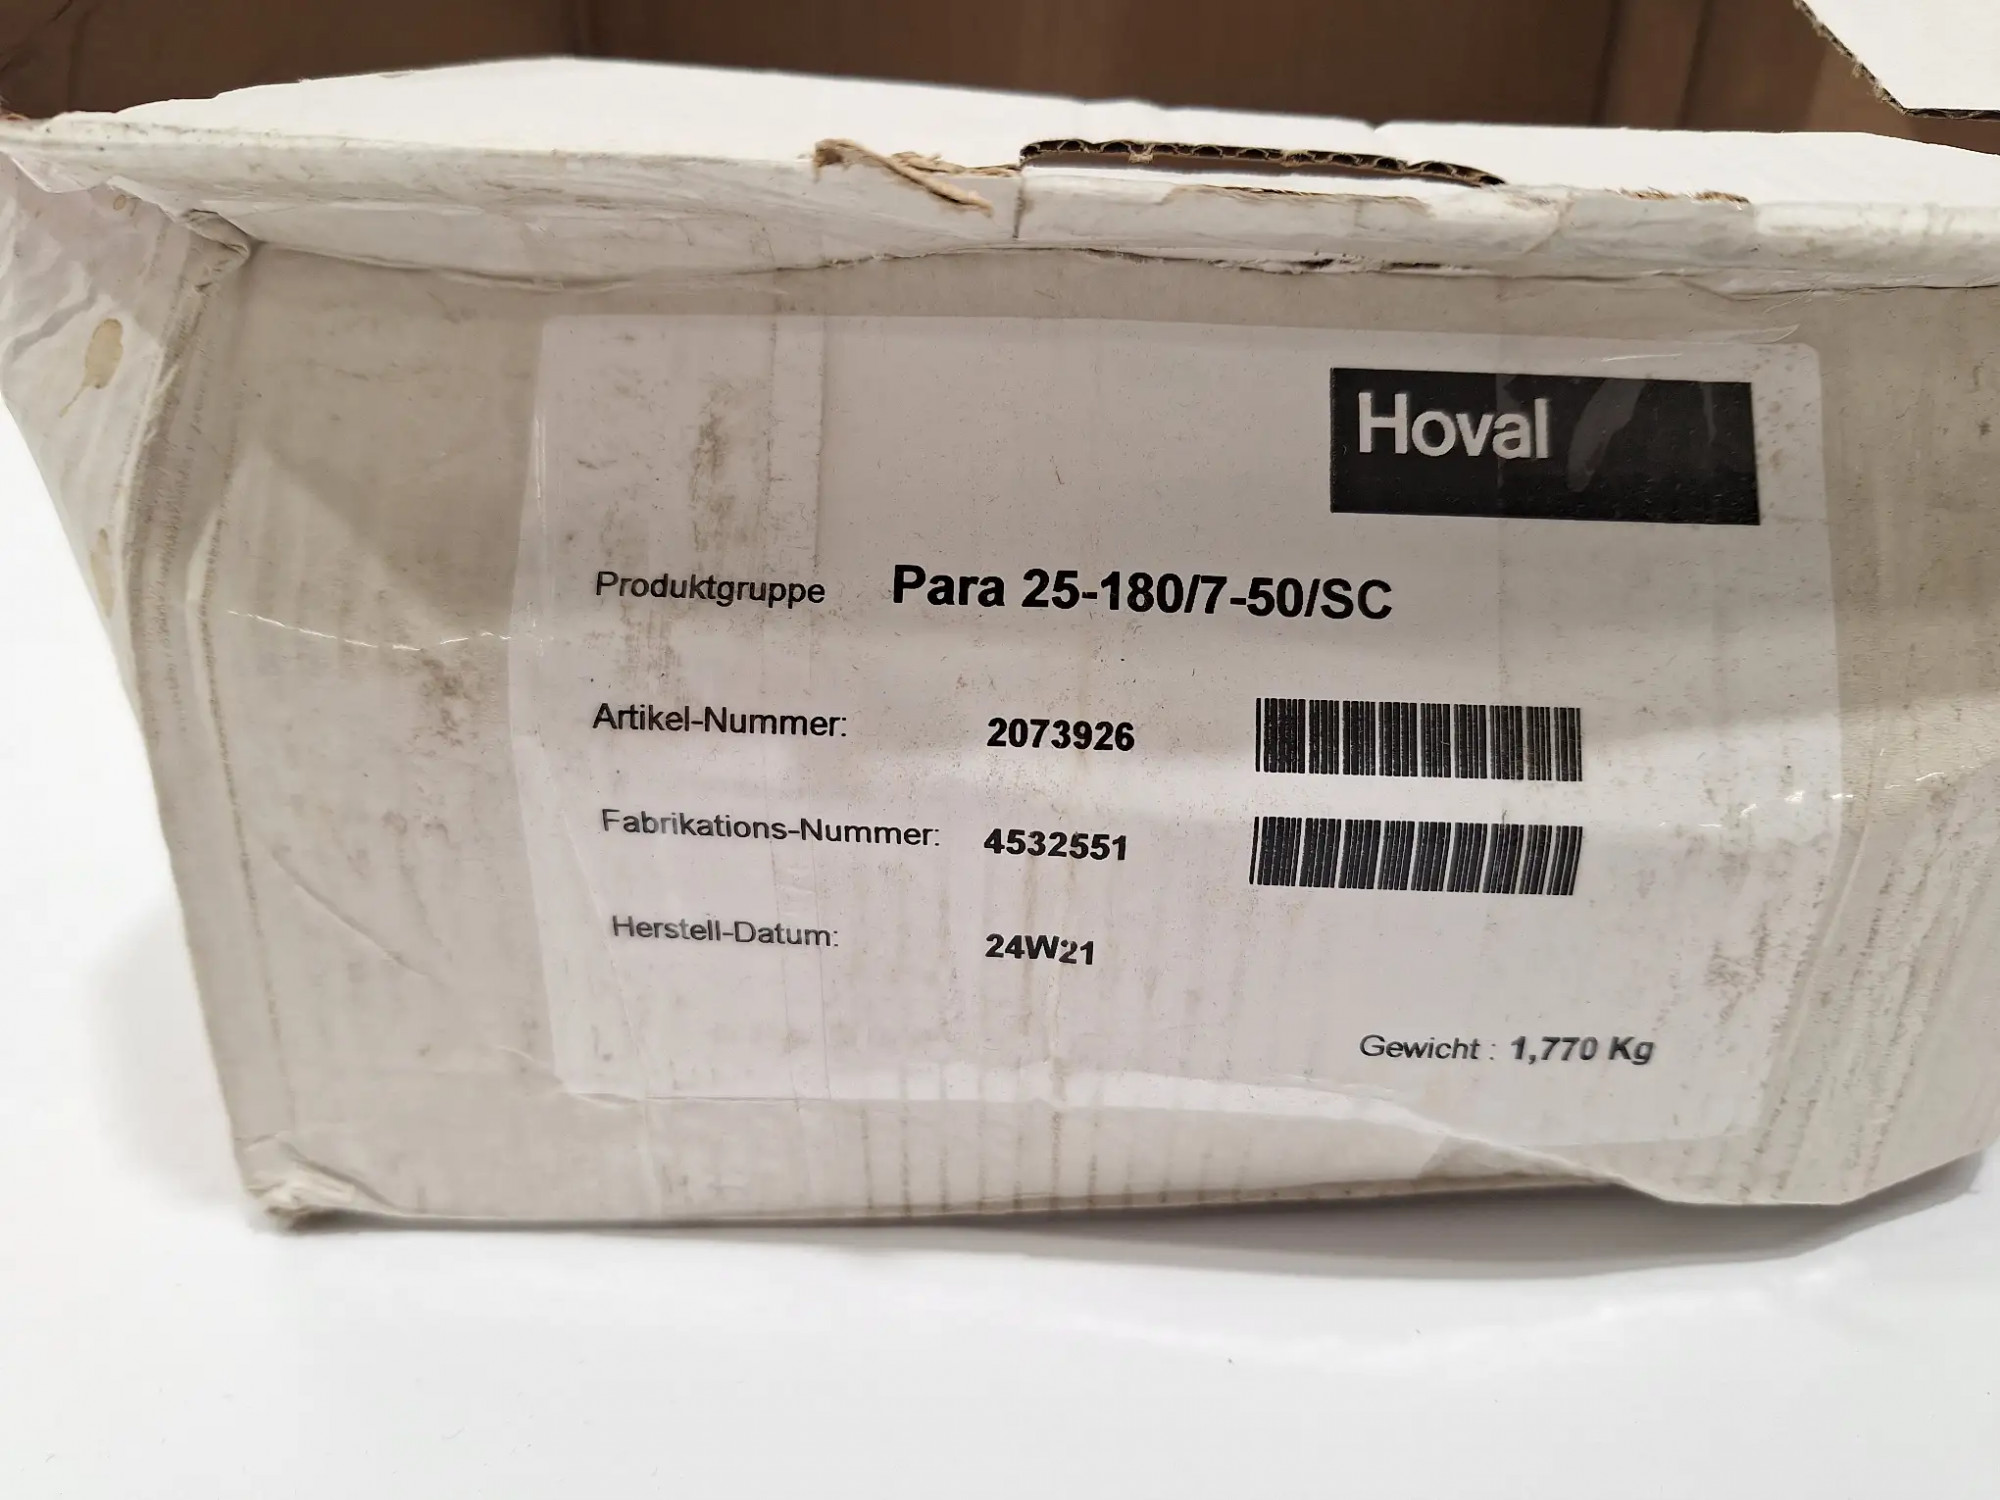 Hoval
Produktgruppe Para 25-180/7-50/SC
Artikel-Nummer: 2073926
Fabrikations-Nummer: 4532551
Herstell-Datum: 24W21
Gewicht : 1,770 Kg